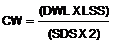 CW = (DWL X LSS)
(SDS X 2)